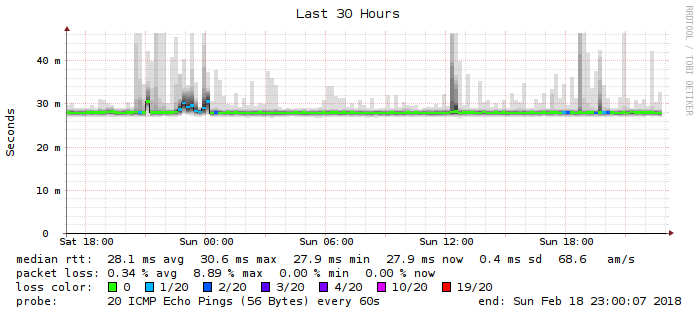 Last 30 Hours
RRDTOOL / TOBI OETIKER
Seconds
40 m
30 m
20 m
10 m
0
Sat 18:00 Sun 00:00 Sun 06:00 Sun 12:00 Sun 18:00
median rtt: 28.1 ms avg 30.6 ms max 27.9 ms min 27.9 ms now 0.4 ms sd 68.6 am/s
packet loss: 0.34 % avg 8.89 % max 0.00 % min 0.00 % now
loss color: 0 1/20 2/20 3/20 4/20 10/20 19/20
probe: 20 ICMP Echo Pings (56 Bytes) every 60s end: Sun Feb 18 23:00:07 2018